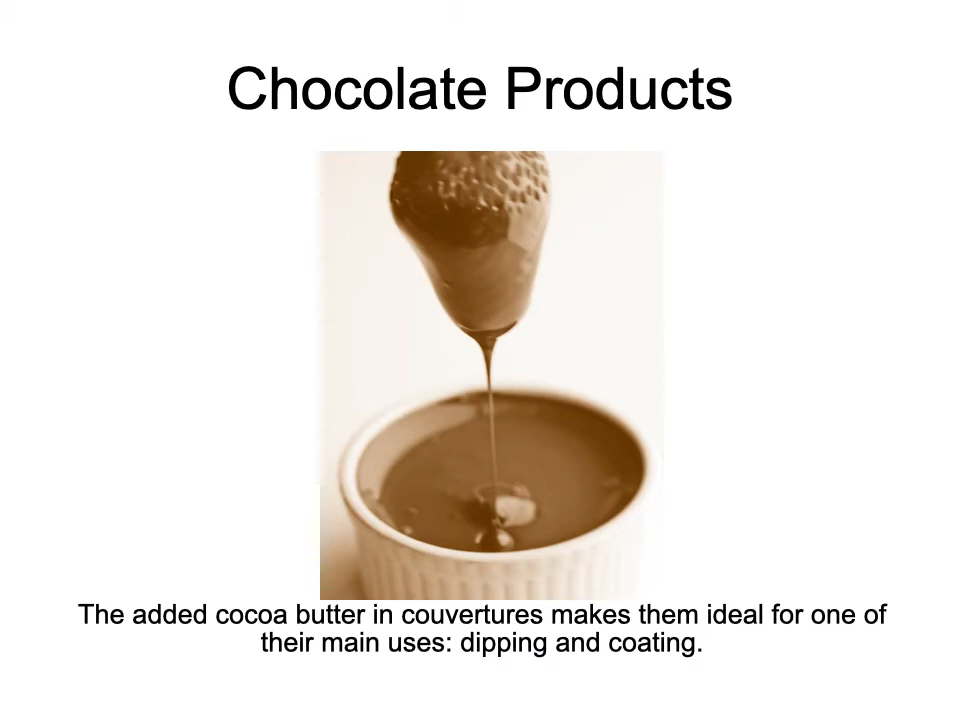 Chocolate Products
The added cocoa butter in couvertures makes them ideal for one of
their main uses: dipping and coating.